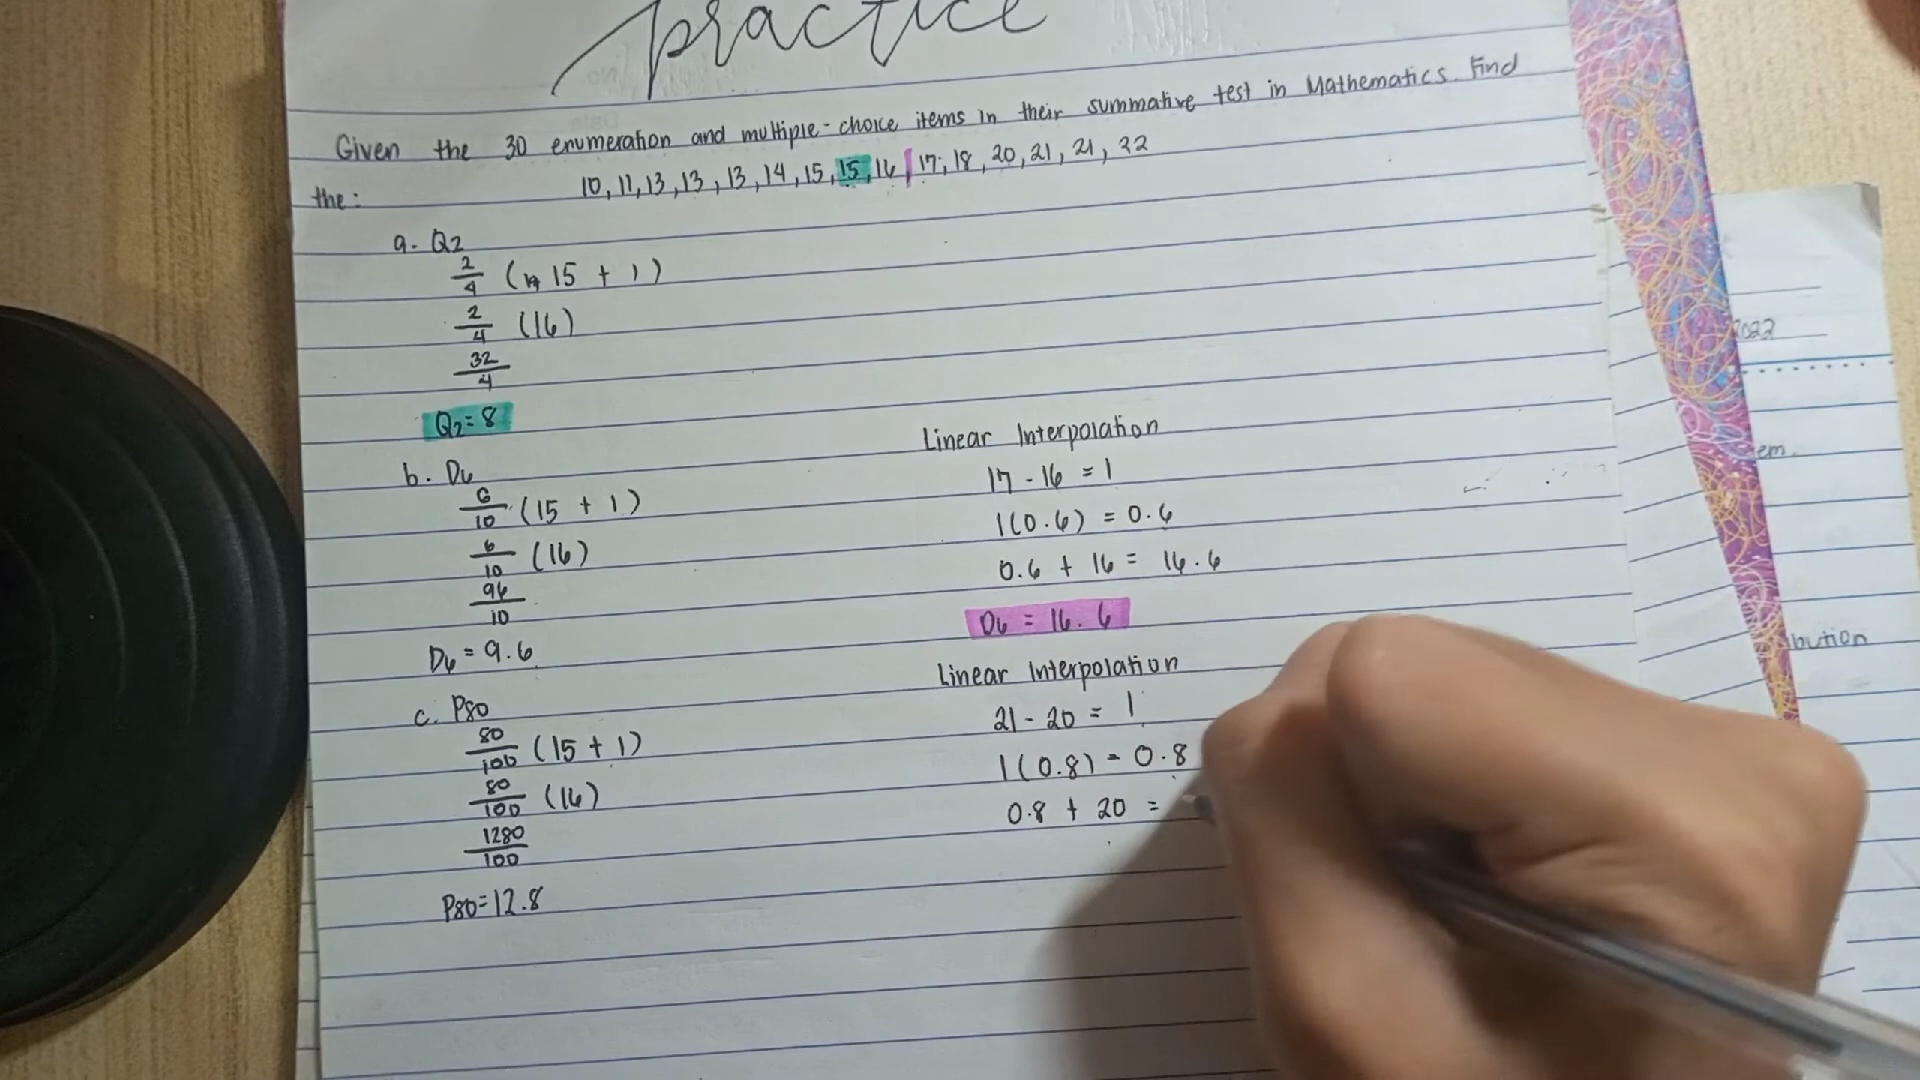 practice
Given the 30 enumeration and multiple-choice items in their summative test in Mathematics. Find
the:
10, 11, 13, 13, 13, 14, 15, 15, 16, 17, 18, 20, 21, 21, 22
a. Q2
2/4 (15 + 1)
2/4 (16)
32/4
Q2 = 8
b. D6
6/10 (15 + 1)
6/10 (16)
96/10
D6 = 9.6
Linear Interpolation
17 - 16 = 1
1(0.6) = 0.6
0.6 + 16 = 16.6
D6 = 16.6
c. P80
80/100 (15 + 1)
80/100 (16)
1280/100
P80 = 12.8
Linear Interpolation
21 - 20 = 1
1(0.8) = 0.8
0.8 + 20 =
2022
em.
bution